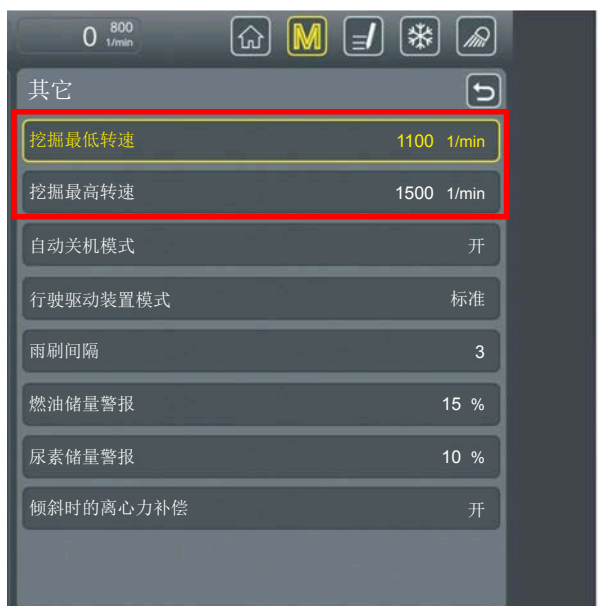 0 800 1/min M
其它
挖掘最低转速 1100 1/min
挖掘最高转速 1500 1/min
自动关机模式 开
行驶驱动装置模式 标准
雨刷间隔 3
燃油储量警报 15 %
尿素储量警报 10 %
倾斜时的离心力补偿 开